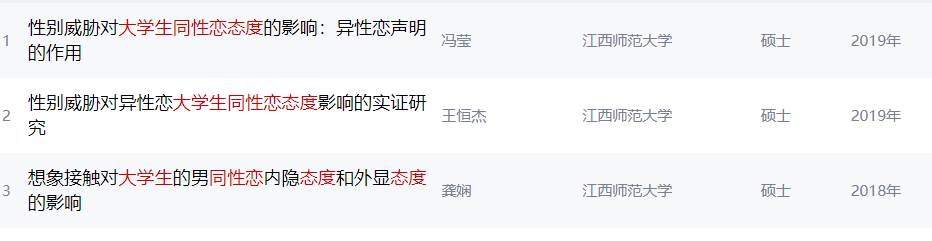 性别威胁对大学生同性恋态度的影响：异性恋声明
1 冯莹 江西师范大学 硕士 2019年
的作用
性别威胁对异性恋大学生同性恋态度影响的实证研
2 王恒杰 江西师范大学 硕士 2019年
究
想象接触对大学生的男同性恋内隐态度和外显态度
3 龚娴 江西师范大学 硕士 2018年
的影响